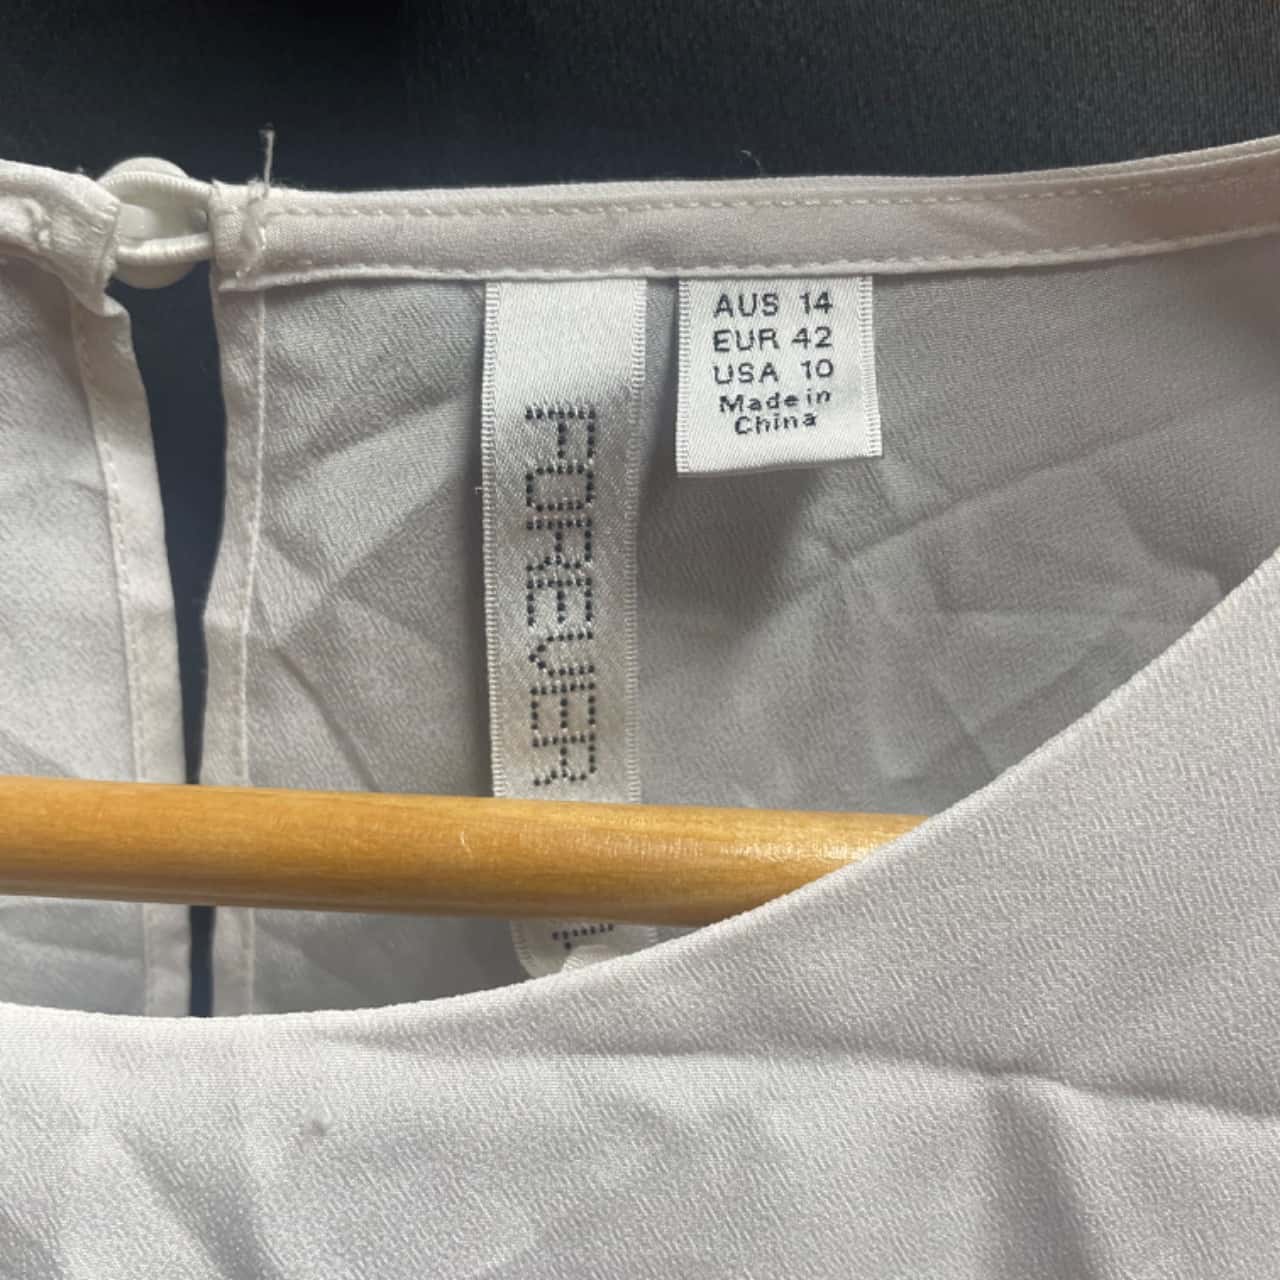 FOREVER
AUS 14
EUR 42
USA 10
Made in
China